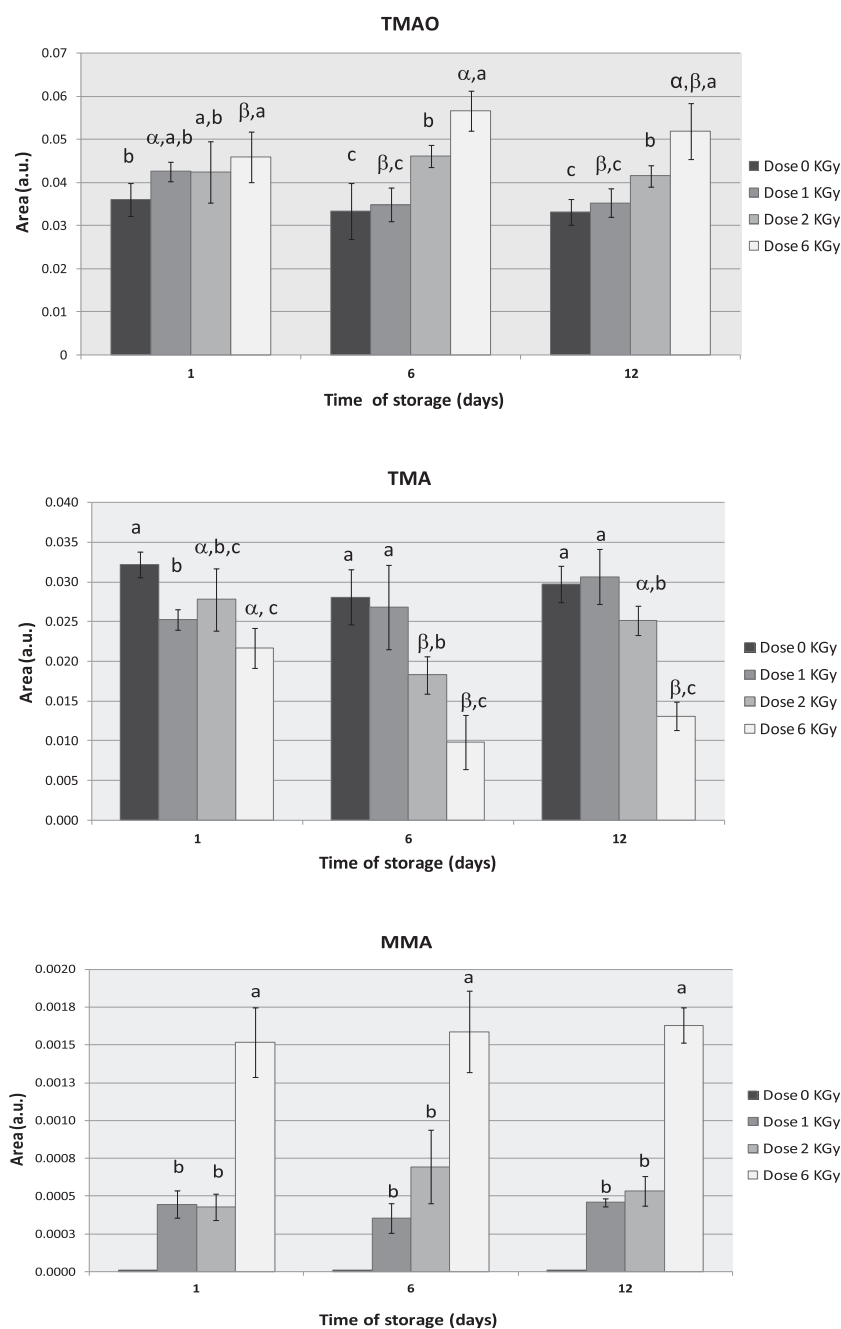 TMAO
0.07
0.06
0.05
0.04
0.03
0.02
0.01
0
Area (a.u.)
b
α,a,b
a,b
β,a
c
β,c
b
α,a
c
β,c
b
α,β,a
1
6
12
Time of storage (days)
Dose 0 KGy
Dose 1 KGy
Dose 2 KGy
Dose 6 KGy
TMA
0.040
0.035
0.030
0.025
0.020
0.015
0.010
0.005
0.000
Area (a.u.)
a
b
α,b,c
α, c
a
a
β,b
β,c
a
a
α,b
β,c
1
6
12
Time of storage (days)
Dose 0 KGy
Dose 1 KGy
Dose 2 KGy
Dose 6 KGy
MMA
0.0020
0.0018
0.0015
0.0013
0.0010
0.0008
0.0005
0.0003
0.0000
Area (a.u.)
b
b
a
b
b
a
b
b
a
1
6
12
Time of storage (days)
Dose 0 KGy
Dose 1 KGy
Dose 2 KGy
Dose 6 KGy